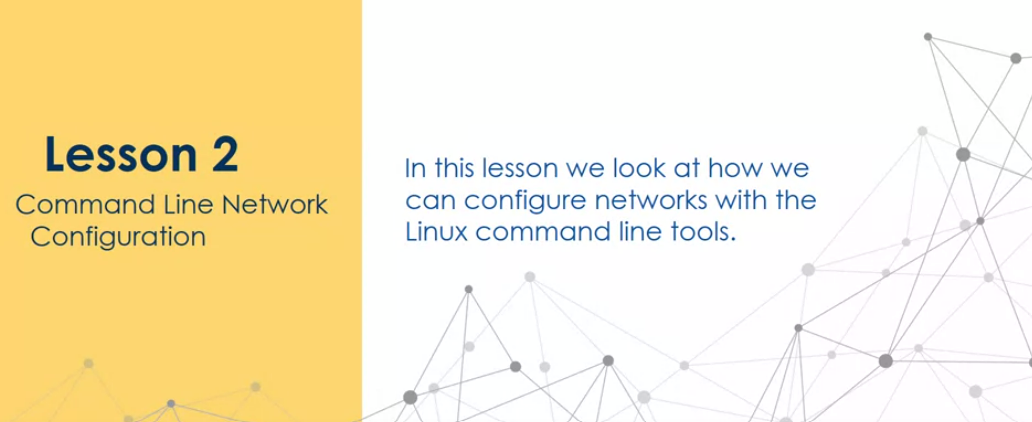 Lesson 2
Command Line Network
Configuration
In this lesson we look at how we
can configure networks with the
Linux command line tools.